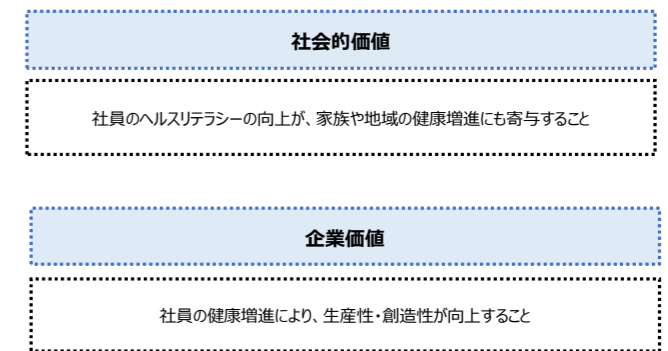 社会的価値
社員のヘルスリテラシーの向上が、家族や地域の健康増進にも寄与すること
企業価値
社員の健康増進により、生産性・創造性が向上すること